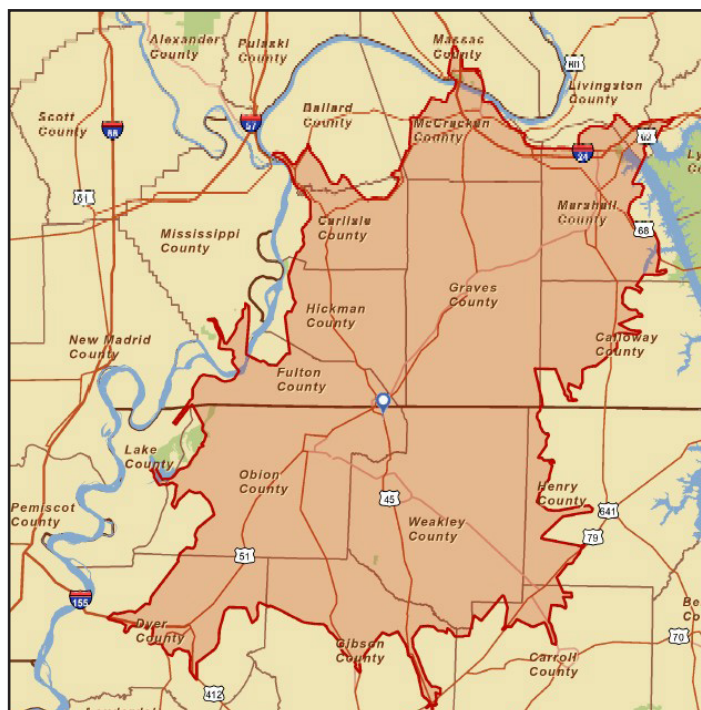 Alexander
County
Pulaski
County
Massac
County
60
Livingston
County
Scott
County
57
Ballard
County
McCracken
County
62
24
61
Mississippi
County
Carlisle
County
Marshall
County
68
Hickman
County
Graves
County
New Madrid
County
Calloway
County
Fulton
County
Lake
County
Obion
County
45
Henry
County
641
Pemiscot
County
Weakley
County
79
51
155
Dyer
County
Gibson
County
Carroll
County
70
412